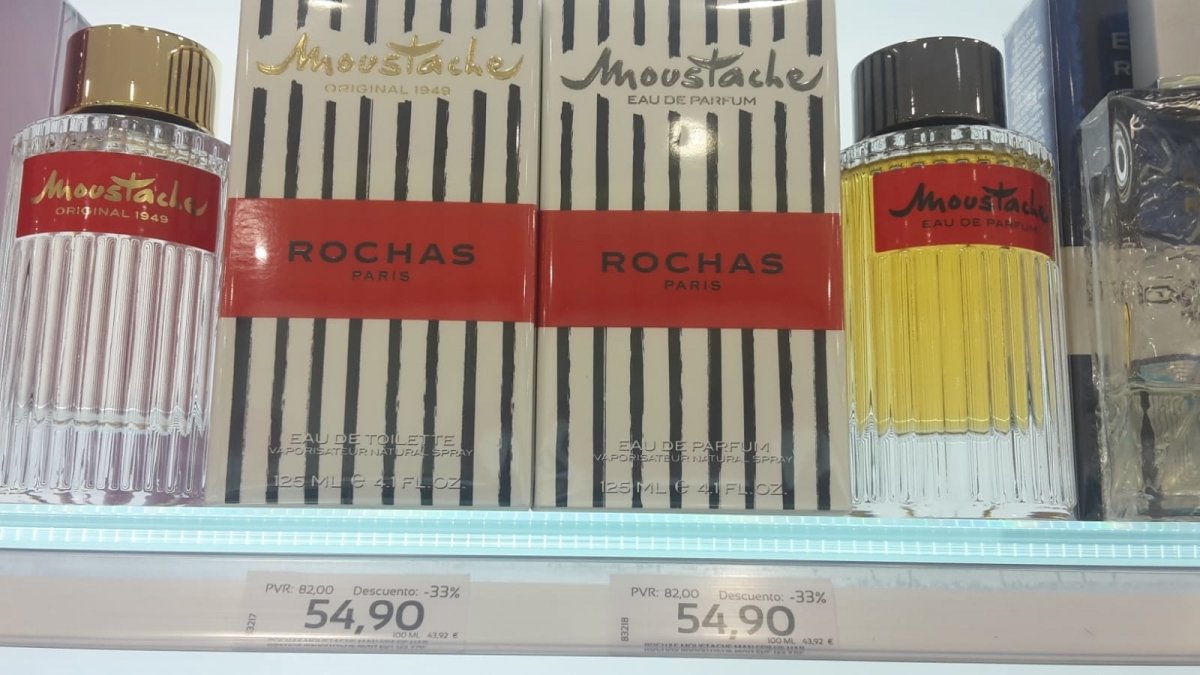 Moustache
ORIGINAL 1949
Moustache
ORIGINAL 1949
ROCHAS
PARIS
EAU DE TOILETTE
VAPORISATEUR NATURAL SPRAY
125 ML ℮ 4.1 FL.OZ.
Moustache
EAU DE PARFUM
ROCHAS
PARIS
EAU DE PARFUM
VAPORISATEUR NATURAL SPRAY
125 ML ℮ 4.1 FL.OZ.
Moustache
EAU DE PARFUM
PVR: 82,00 Descuento: -33%
54,90
100 ML 43,92 €
PVR: 82,00 Descuento: -33%
54,90
83218
100 ML 43,92 €